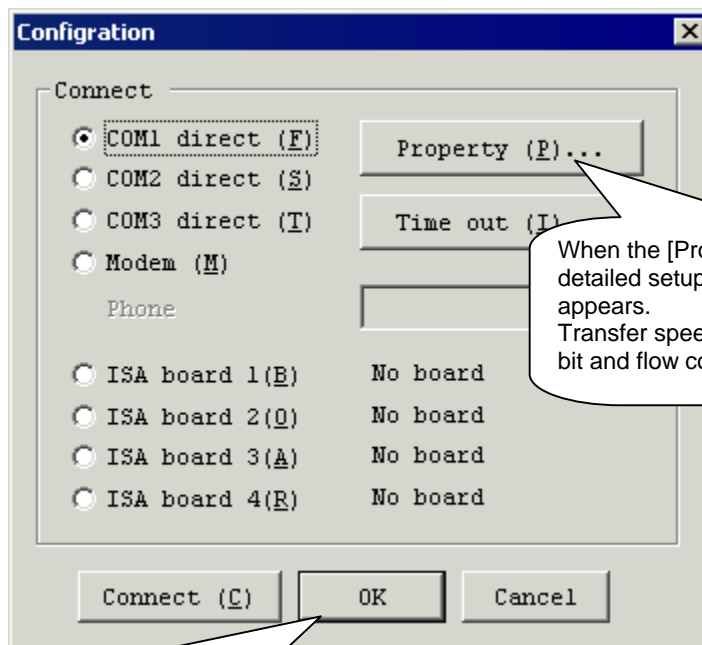 Configration
Connect
COM1 direct (F)
Property (P)...
COM2 direct (S)
COM3 direct (T)
Time out (I)
Modem (M)
Phone
When the [Pro
detailed setup
appears.
Transfer spee
bit and flow co
ISA board 1(B) No board
ISA board 2(O) No board
ISA board 3(A) No board
ISA board 4(R) No board
Connect (C) OK Cancel